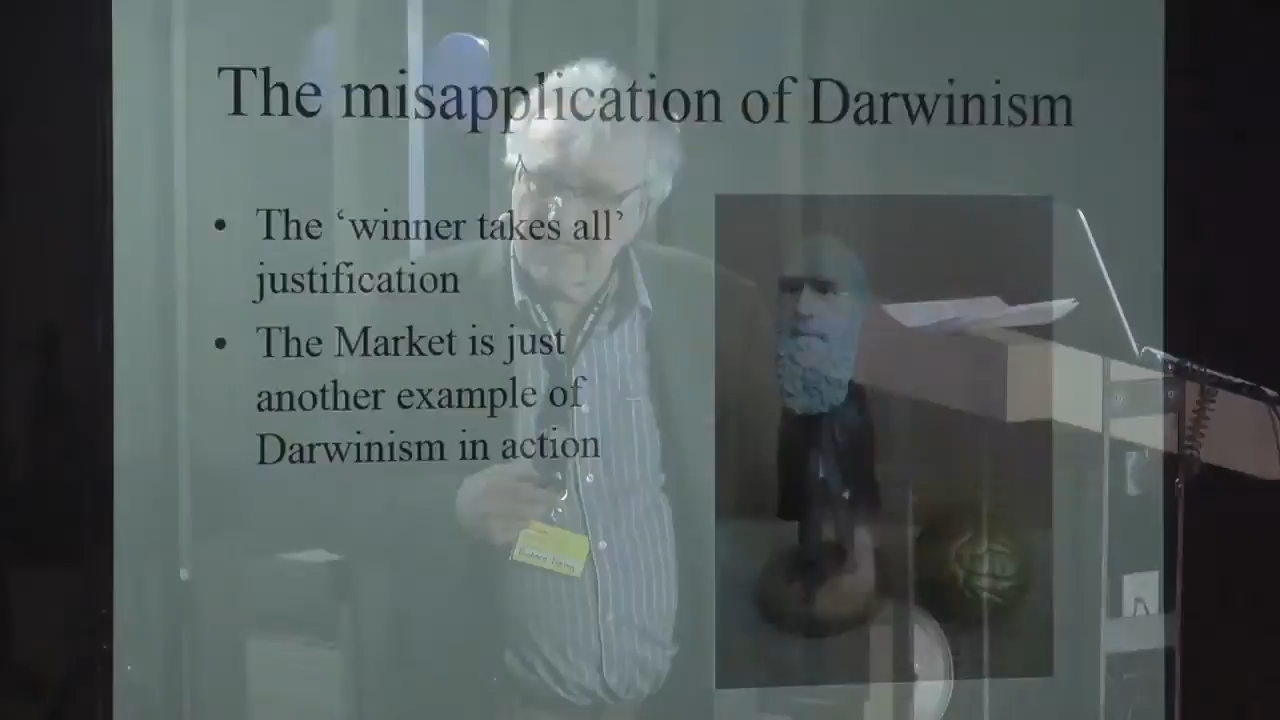 The misapplication of Darwinism
• The ‘winner takes all’
justification
• The Market is just
another example of
Darwinism in action